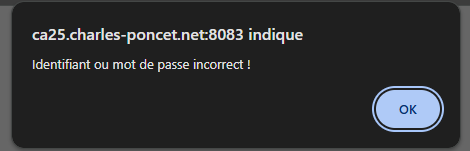 ca25.charles-poncet.net:8083 indique
Identifiant ou mot de passe incorrect !
OK